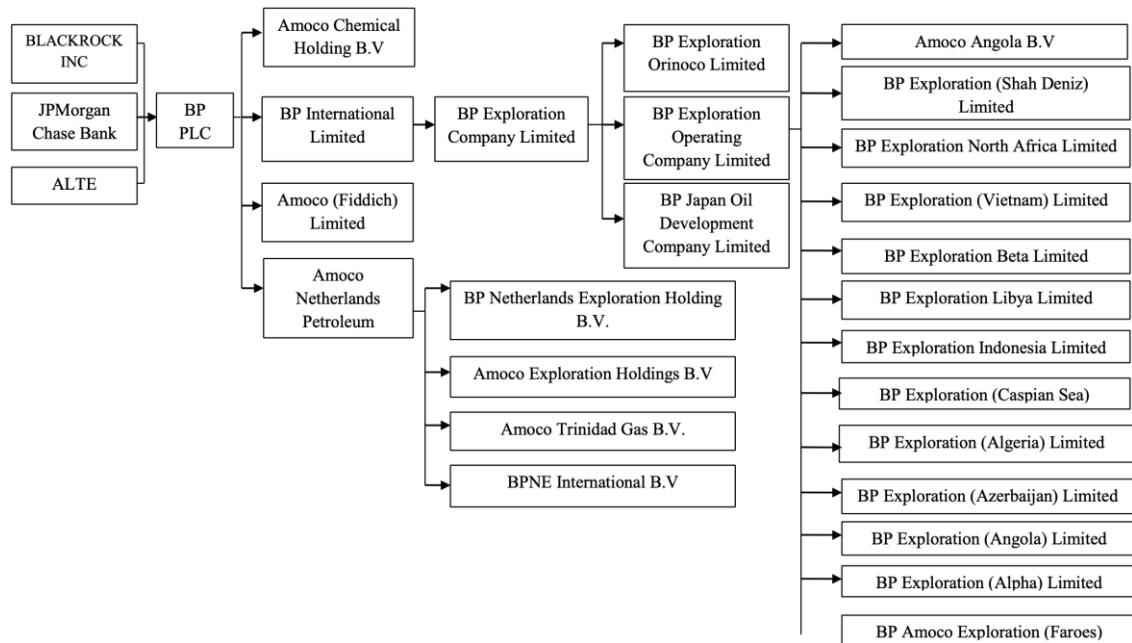 BLACKROCK
INC
JPMorgan
Chase Bank
ALTE
BP
PLC
Amoco Chemical
Holding B.V
BP International
Limited
Amoco (Fiddich)
Limited
Amoco
Netherlands
Petroleum
BP Exploration
Company Limited
BP Netherlands Exploration Holding
B.V.
Amoco Exploration Holdings B.V
Amoco Trinidad Gas B.V.
BPNE International B.V
BP Exploration
Orinoco Limited
BP Exploration
Operating
Company Limited
BP Japan Oil
Development
Company Limited
Amoco Angola B.V
BP Exploration (Shah Deniz)
Limited
BP Exploration North Africa Limited
BP Exploration (Vietnam) Limited
BP Exploration Beta Limited
BP Exploration Libya Limited
BP Exploration Indonesia Limited
BP Exploration (Caspian Sea)
BP Exploration (Algeria) Limited
BP Exploration (Azerbaijan) Limited
BP Exploration (Angola) Limited
BP Exploration (Alpha) Limited
BP Amoco Exploration (Faroes)